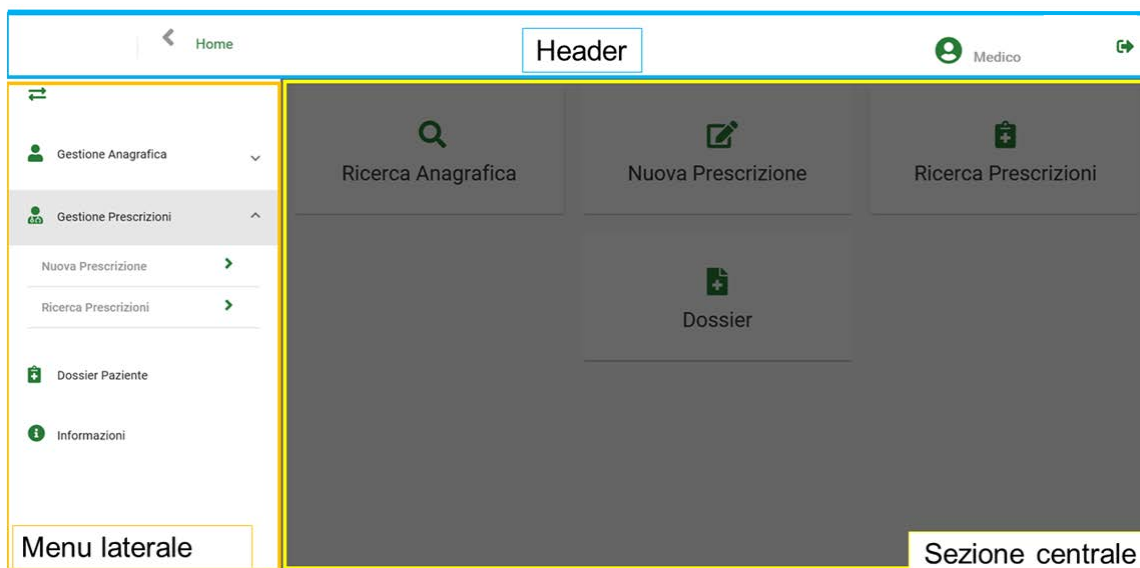 Home
Header
Medico
Gestione Anagrafica
Gestione Prescrizioni
Nuova Prescrizione
Ricerca Prescrizioni
Dossier Paziente
Informazioni
Menu laterale
Ricerca Anagrafica
Nuova Prescrizione
Ricerca Prescrizioni
Dossier
Sezione centrale